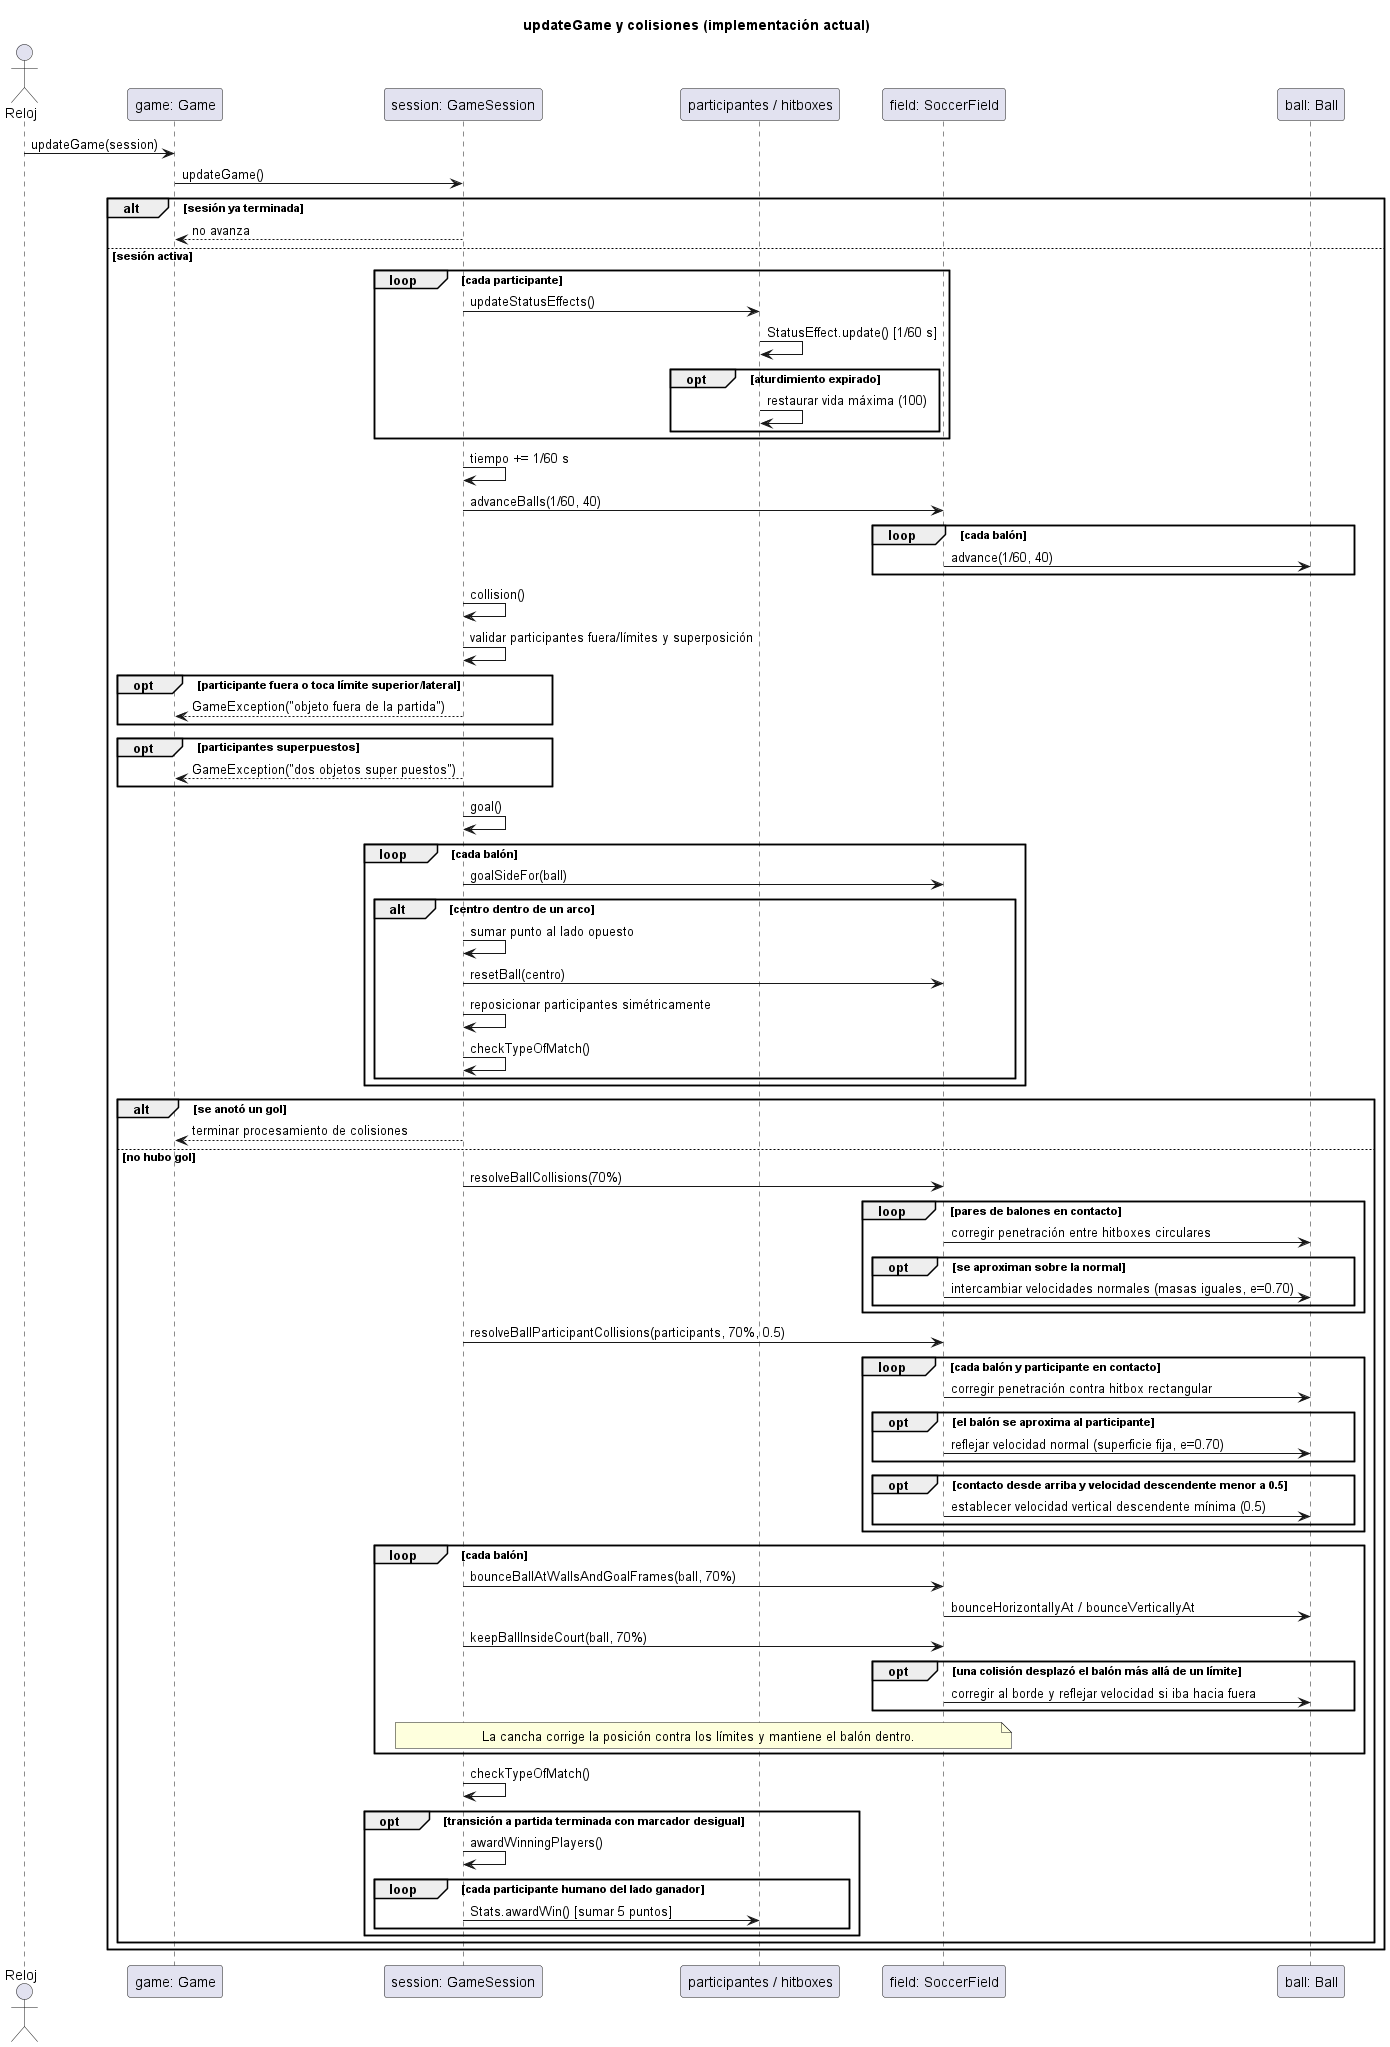 updateGame y colisiones (implementación actual)
Reloj
game: Game
session: GameSession
participantes / hitboxes
field: SoccerField
ball: Ball
updateGame(session)
updateGame()
alt [sesión ya terminada]
no avanza
[sesión activa]
loop [cada participante]
updateStatusEffects()
StatusEffect.update() [1/60 s]
opt [aturdimiento expirado]
restaurar vida máxima (100)
tiempo += 1/60 s
advanceBalls(1/60, 40)
loop [cada balón]
advance(1/60, 40)
collision()
validar participantes fuera/límites y superposición
opt [participante fuera o toca límite superior/lateral]
GameException("objeto fuera de la partida")
opt [participantes superpuestos]
GameException("dos objetos super puestos")
goal()
loop [cada balón]
goalSideFor(ball)
alt [centro dentro de un arco]
sumar punto al lado opuesto
resetBall(centro)
reposicionar participantes simétricamente
checkTypeOfMatch()
alt [se anotó un gol]
terminar procesamiento de colisiones
[no hubo gol]
resolveBallCollisions(70%)
loop [pares de balones en contacto]
corregir penetración entre hitboxes circulares
opt [se aproximan sobre la normal]
intercambiar velocidades normales (masas iguales, e=0.70)
resolveBallParticipantCollisions(participants, 70%, 0.5)
loop [cada balón y participante en contacto]
corregir penetración contra hitbox rectangular
opt [el balón se aproxima al participante]
reflejar velocidad normal (superficie fija, e=0.70)
opt [contacto desde arriba y velocidad descendente menor a 0.5]
establecer velocidad vertical descendente mínima (0.5)
loop [cada balón]
bounceBallAtWallsAndGoalFrames(ball, 70%)
bounceHorizontallyAt / bounceVerticallyAt
keepBallInsideCourt(ball, 70%)
opt [una colisión desplazó el balón más allá de un límite]
corregir al borde y reflejar velocidad si iba hacia fuera
La cancha corrige la posición contra los límites y mantiene el balón dentro.
checkTypeOfMatch()
opt [transición a partida terminada con marcador desigual]
awardWinningPlayers()
loop [cada participante humano del lado ganador]
Stats.awardWin() [sumar 5 puntos]
Reloj
game: Game
session: GameSession
participantes / hitboxes
field: SoccerField
ball: Ball